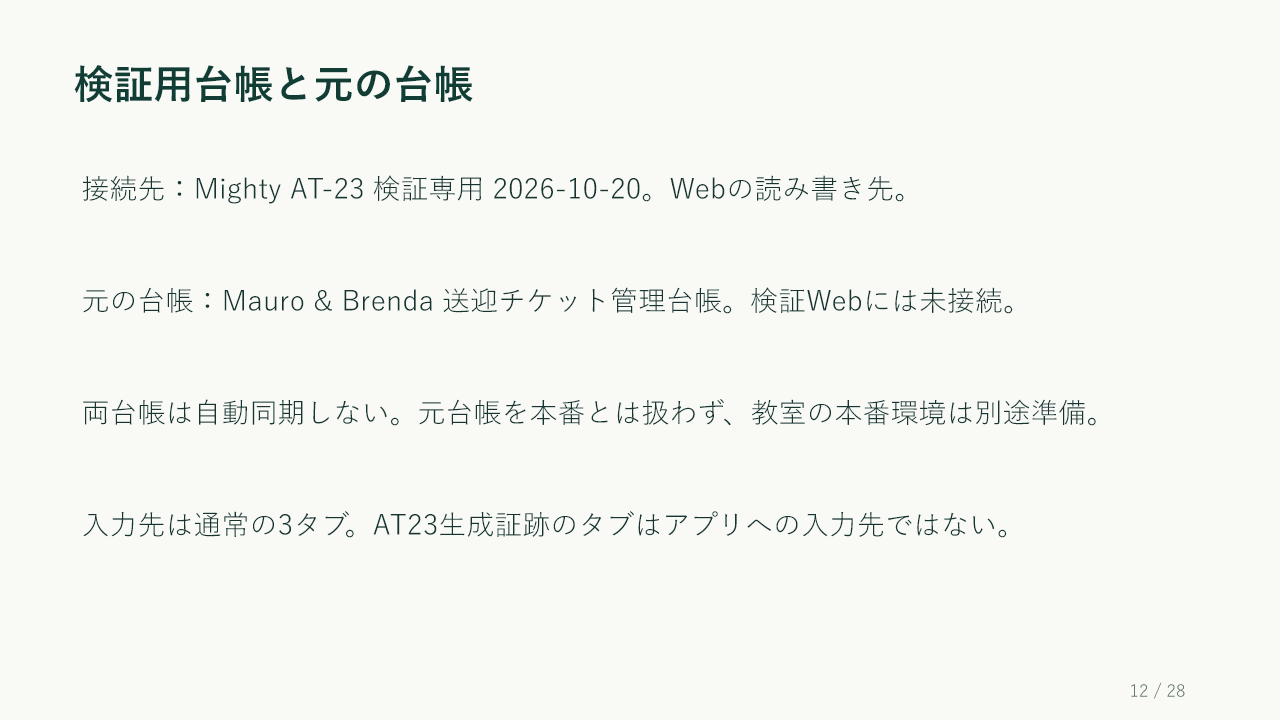 検証用台帳と元の台帳
接続先：Mighty AT-23 検証専用 2026-10-20。Webの読み書き先。
元の台帳：Mauro & Brenda 送迎チケット管理台帳。検証Webには未接続。
両台帳は自動同期しない。元台帳を本番とは扱わず、教室の本番環境は別途準備。
入力先は通常の3タブ。AT23生成証跡のタブはアプリへの入力先ではない。
12 / 28